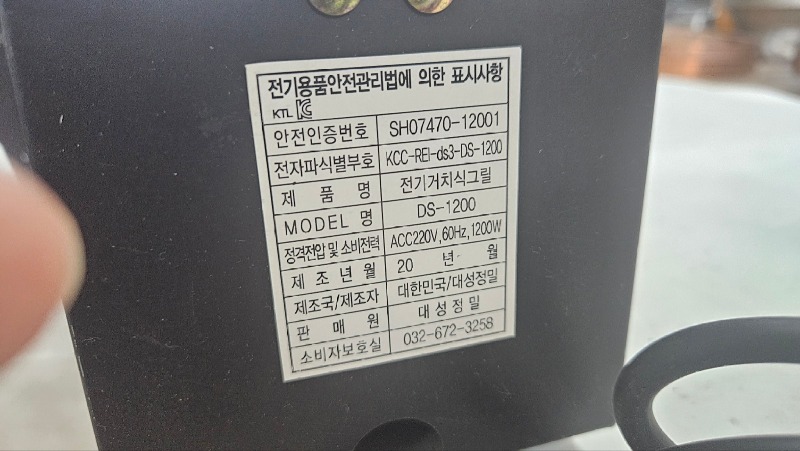 전기용품안전관리법에 의한 표시사항
KTL KC
안전인증번호 SH07470-12001
전자파식별부호 KCC-REI-ds3-DS-1200
제 품 명 전기거치식그릴
MODEL 명 DS-1200
정격전압 및 소비전력 ACC220V, 60Hz, 1200W
제 조 년 월 20 년 월
제조국/제조자 대한민국/대성정밀
판 매 원 대 성 정 밀
소비자보호실 032-672-3258